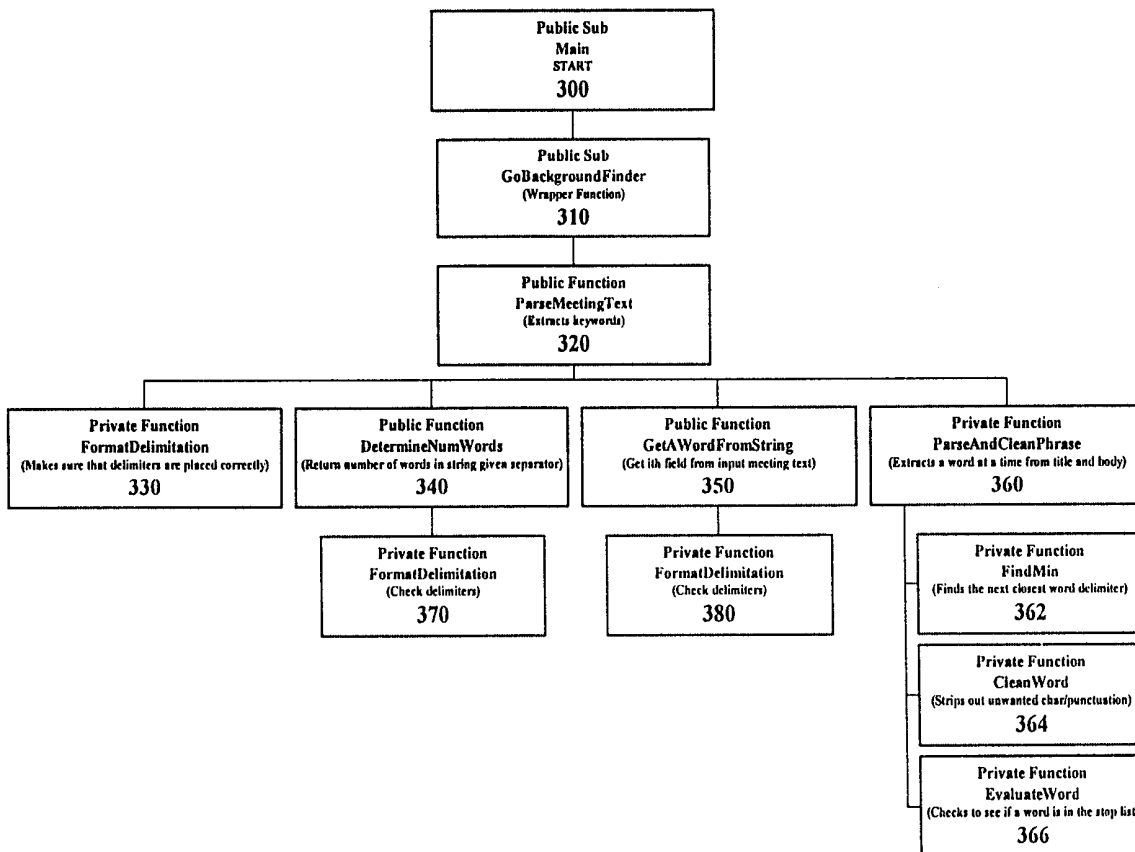 Public Sub
Main
START
300
Public Sub
GoBackgroundFinder
(Wrapper Function)
310
Public Function
ParseMeetingText
(Extracts keywords)
320
Private Function
FormatDelimitation
(Makes sure that delimiters are placed correctly)
330
Public Function
DetermineNumWords
(Return number of words in string given separator)
340
Public Function
GetAWordFromString
(Get ith field from input meeting text)
350
Private Function
ParseAndCleanPhrase
(Extracts a word at a time from title and body)
360
Private Function
FormatDelimitation
(Check delimiters)
370
Private Function
FormatDelimitation
(Check delimiters)
380
Private Function
FindMin
(Finds the next closest word delimiter)
362
Private Function
CleanWord
(Strips out unwanted char/punctuation)
364
Private Function
EvaluateWord
(Checks to see if a word is in the stop list
366